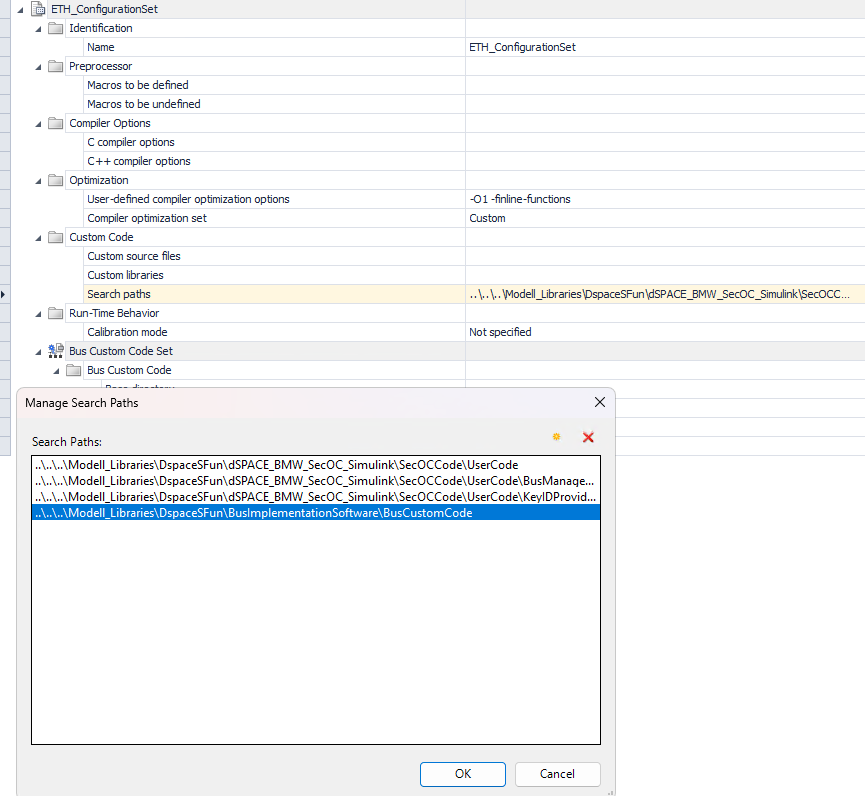 ETH_ConfigurationSet
Identification
Name ETH_ConfigurationSet
Preprocessor
Macros to be defined
Macros to be undefined
Compiler Options
C compiler options
C++ compiler options
Optimization
User-defined compiler optimization options -O1 -finline-functions
Compiler optimization set Custom
Custom Code
Custom source files
Custom libraries
Search paths ..\..\..\Modell_Libraries\DspaceSFun\dSPACE_BMW_SecOC_Simulink\SecOCC...
Run-Time Behavior
Calibration mode Not specified
Bus Custom Code Set
Bus Custom Code
Manage Search Paths
Search Paths:
..\..\..\Modell_Libraries\DspaceSFun\dSPACE_BMW_SecOC_Simulink\SecOCCode\UserCode
..\..\..\Modell_Libraries\DspaceSFun\dSPACE_BMW_SecOC_Simulink\SecOCCode\UserCode\BusManage...
..\..\..\Modell_Libraries\DspaceSFun\dSPACE_BMW_SecOC_Simulink\SecOCCode\UserCode\KeyIDProvid...
..\..\..\Modell_Libraries\DspaceSFun\BusImplementationSoftware\BusCustomCode
OK Cancel